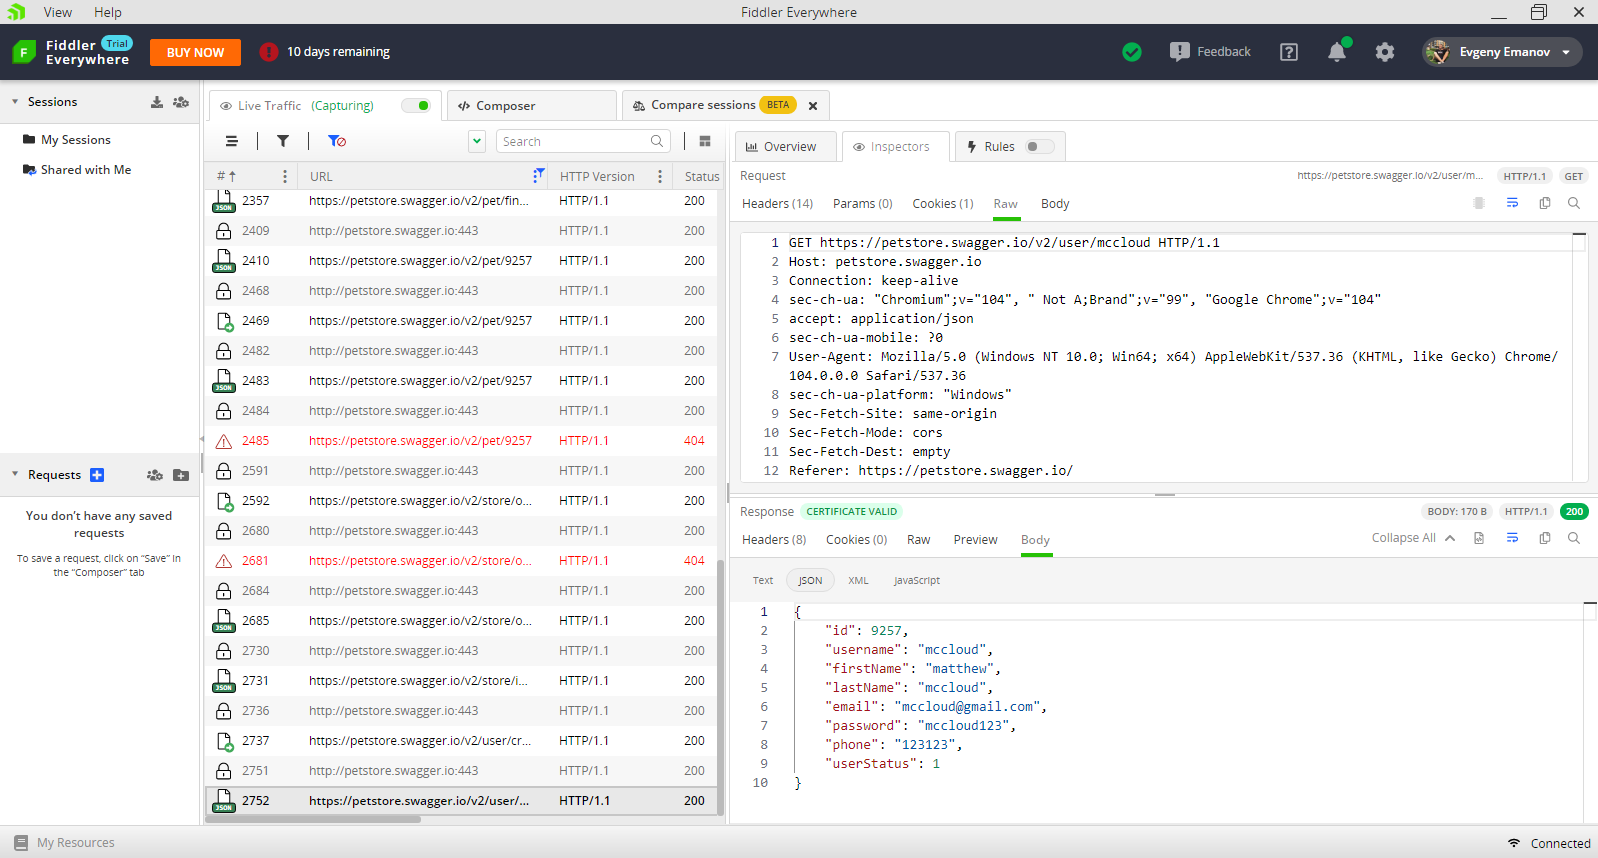 View Help Fiddler Everywhere
Fiddler Everywhere Trial BUY NOW 10 days remaining Feedback Evgeny Emanov
Sessions
My Sessions
Shared with Me
Requests
You don’t have any saved requests
To save a request, click on “Save” in the “Composer” tab
My Resources
Live Traffic (Capturing) Composer Compare sessions BETA
Search
# URL HTTP Version Status
JSON 2357 https://petstore.swagger.io/v2/pet/fin... HTTP/1.1 200
2409 http://petstore.swagger.io:443 HTTP/1.1 200
JSON 2410 https://petstore.swagger.io/v2/pet/9257 HTTP/1.1 200
2468 http://petstore.swagger.io:443 HTTP/1.1 200
2469 https://petstore.swagger.io/v2/pet/9257 HTTP/1.1 200
2482 http://petstore.swagger.io:443 HTTP/1.1 200
JSON 2483 https://petstore.swagger.io/v2/pet/9257 HTTP/1.1 200
2484 http://petstore.swagger.io:443 HTTP/1.1 200
2485 https://petstore.swagger.io/v2/pet/9257 HTTP/1.1 404
2591 http://petstore.swagger.io:443 HTTP/1.1 200
2592 https://petstore.swagger.io/v2/store/o... HTTP/1.1 200
2680 http://petstore.swagger.io:443 HTTP/1.1 200
2681 https://petstore.swagger.io/v2/store/o... HTTP/1.1 404
2684 http://petstore.swagger.io:443 HTTP/1.1 200
JSON 2685 https://petstore.swagger.io/v2/store/o... HTTP/1.1 200
2730 http://petstore.swagger.io:443 HTTP/1.1 200
JSON 2731 https://petstore.swagger.io/v2/store/i... HTTP/1.1 200
2736 http://petstore.swagger.io:443 HTTP/1.1 200
2737 https://petstore.swagger.io/v2/user/cr... HTTP/1.1 200
2751 http://petstore.swagger.io:443 HTTP/1.1 200
JSON 2752 https://petstore.swagger.io/v2/user/... HTTP/1.1 200
Overview Inspectors Rules
Request https://petstore.swagger.io/v2/user/m... HTTP/1.1 GET
Headers (14) Params (0) Cookies (1) Raw Body
1 GET https://petstore.swagger.io/v2/user/mccloud HTTP/1.1
2 Host: petstore.swagger.io
3 Connection: keep-alive
4 sec-ch-ua: "Chromium";v="104", " Not A;Brand";v="99", "Google Chrome";v="104"
5 accept: application/json
6 sec-ch-ua-mobile: ?0
7 User-Agent: Mozilla/5.0 (Windows NT 10.0; Win64; x64) AppleWebKit/537.36 (KHTML, like Gecko) Chrome/
104.0.0.0 Safari/537.36
8 sec-ch-ua-platform: "Windows"
9 Sec-Fetch-Site: same-origin
10 Sec-Fetch-Mode: cors
11 Sec-Fetch-Dest: empty
12 Referer: https://petstore.swagger.io/
Response CERTIFICATE VALID BODY: 170 B HTTP/1.1 200
Headers (8) Cookies (0) Raw Preview Body Collapse All
Text JSON XML JavaScript
1 {
2 "id": 9257,
3 "username": "mccloud",
4 "firstName": "matthew",
5 "lastName": "mccloud",
6 "email": "mccloud@gmail.com",
7 "password": "mccloud123",
8 "phone": "123123",
9 "userStatus": 1
10 }
Connected